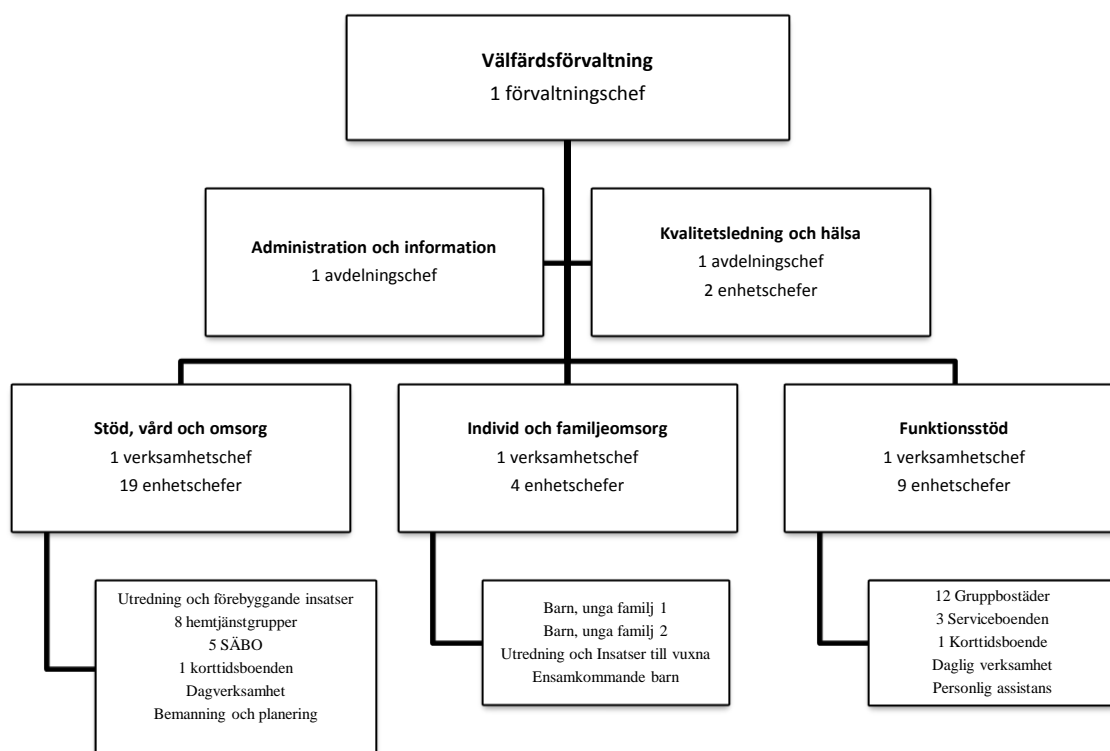 Välfärdsförvaltning
1 förvaltningschef
Administration och information
1 avdelningschef
Kvalitetsledning och hälsa
1 avdelningschef
2 enhetschefer
Stöd, vård och omsorg
1 verksamhetschef
19 enhetschefer
Individ och familjeomsorg
1 verksamhetschef
4 enhetschefer
Funktionsstöd
1 verksamhetschef
9 enhetschefer
Utredning och förebyggande insatser
8 hemtjänstgrupper
5 SÄBO
1 korttidsboenden
Dagverksamhet
Bemanning och planering
Barn, unga familj 1
Barn, unga familj 2
Utredning och Insatser till vuxna
Ensamkommande barn
12 Gruppbostäder
3 Serviceboenden
1 Korttidsboende
Daglig verksamhet
Personlig assistans